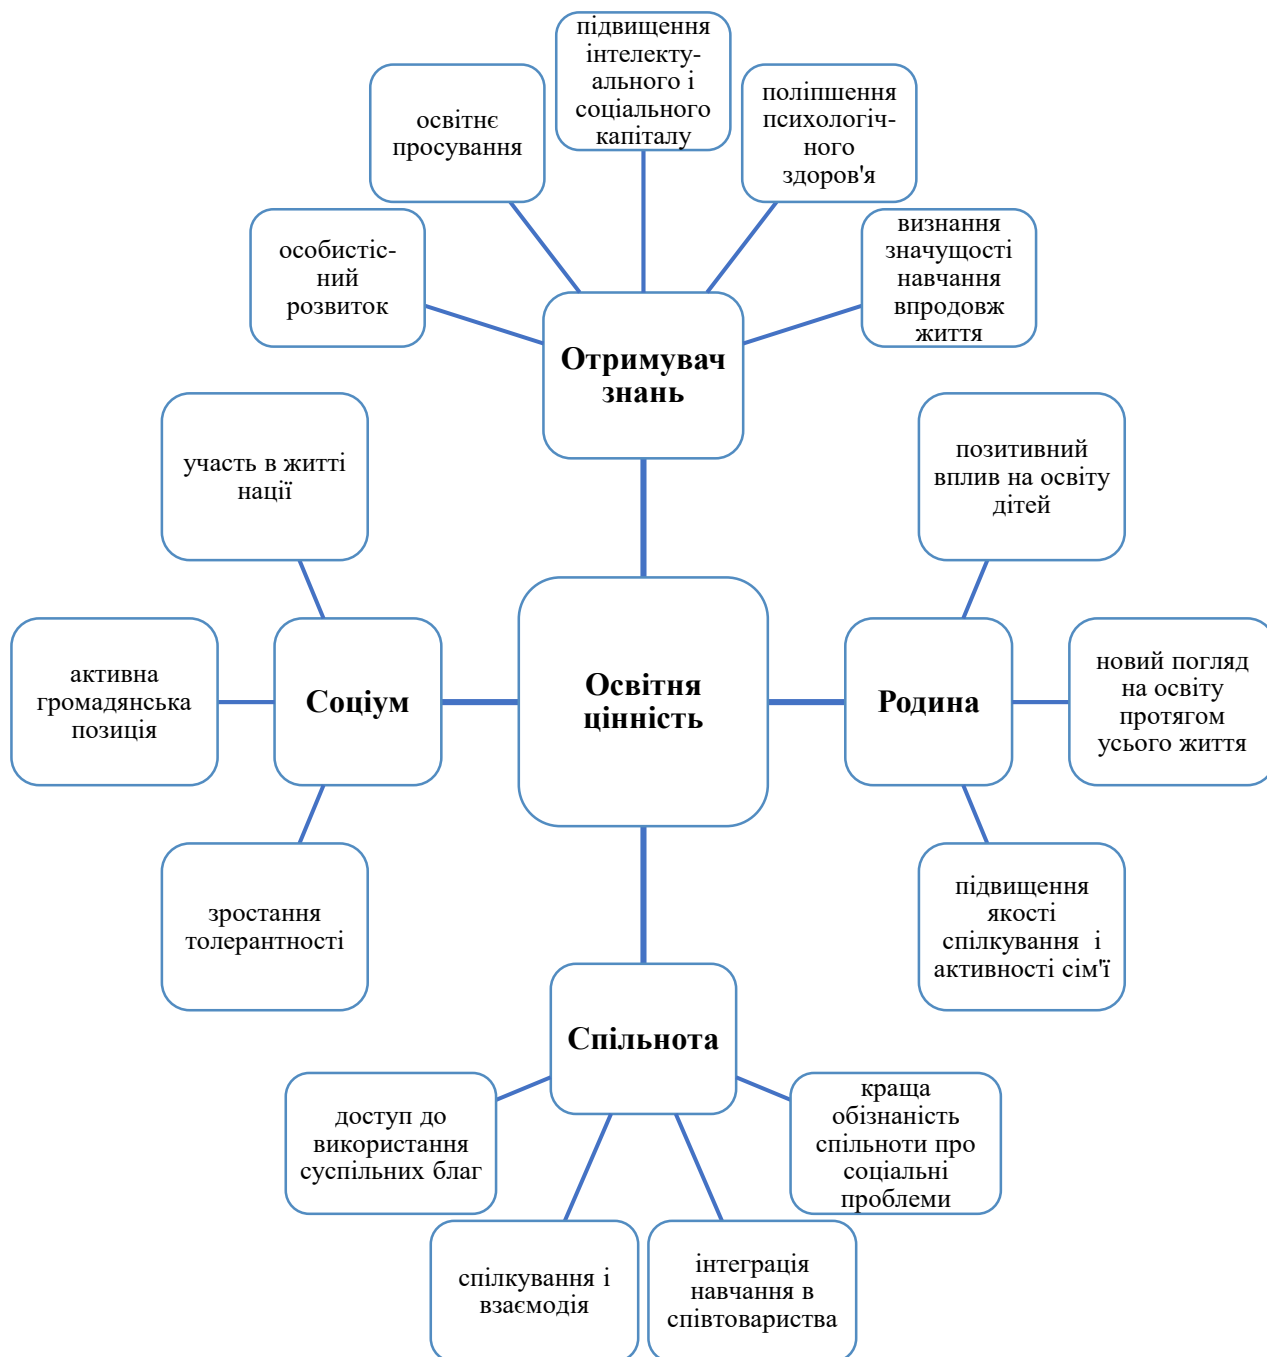 підвищення
інтелекту-
ального і
соціального
капіталу
освітнє
просування
поліпшення
психологіч-
ного
здоров'я
особистіс-
ний
розвиток
визнання
значущості
навчання
впродовж
життя
Отримувач
знань
участь в житті
нації
позитивний
вплив на освіту
дітей
активна
громадянська
позиція
Соціум
Освітня
цінність
Родина
новий погляд
на освіту
протягом
усього життя
зростання
толерантності
підвищення
якості
спілкування і
активності сім'ї
Спільнота
доступ до
використання
суспільних благ
краща
обізнаність
спільноти про
соціальні
проблеми
спілкування і
взаємодія
інтеграція
навчання в
співтовариства